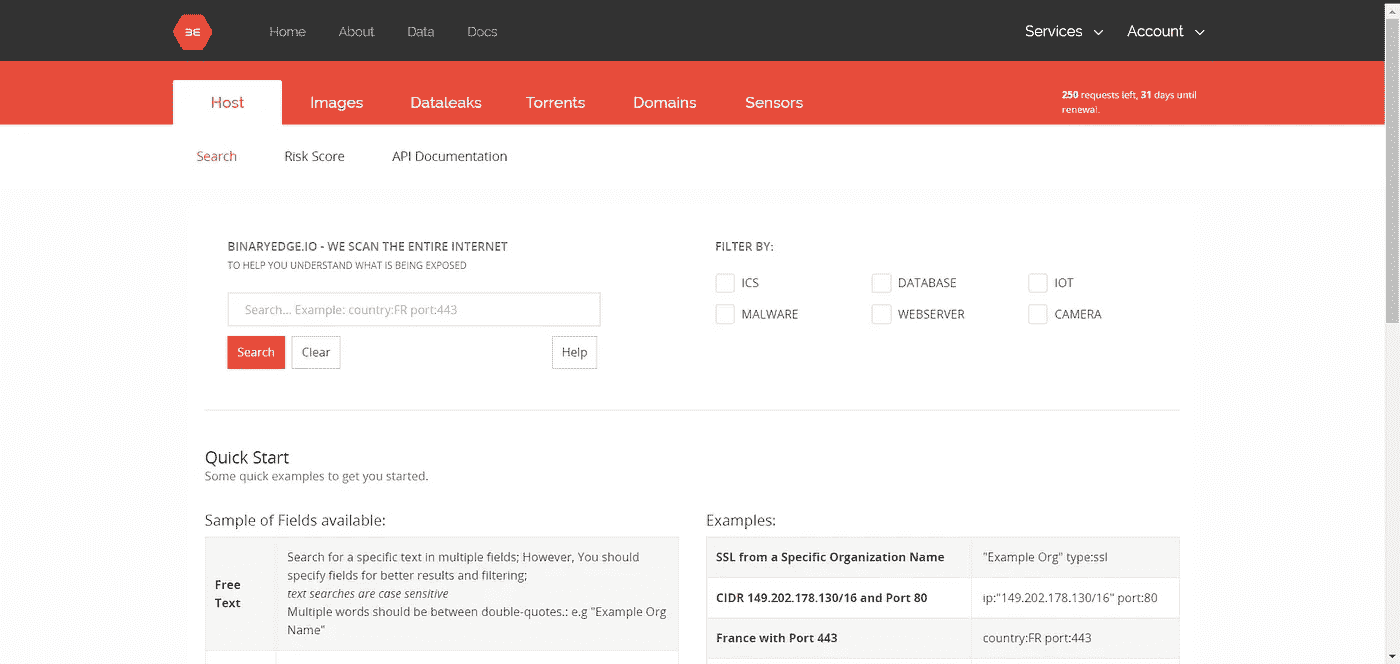 BE
Home About Data Docs
Services Account
Host Images Dataleaks Torrents Domains Sensors
250 requests left, 31 days until
renewal.
Search Risk Score API Documentation
BINARYEDGE.IO - WE SCAN THE ENTIRE INTERNET
TO HELP YOU UNDERSTAND WHAT IS BEING EXPOSED
Search... Example: country:FR port:443
Search Clear Help
FILTER BY:
ICS DATABASE IOT
MALWARE WEBSERVER CAMERA
Quick Start
Some quick examples to get you started.
Sample of Fields available:
Free
Text
Search for a specific text in multiple fields; However, You should
specify fields for better results and filtering;
text searches are case sensitive
Multiple words should be between double-quotes.: e.g "Example Org
Name"
Examples:
SSL from a Specific Organization Name "Example Org" type:ssl
CIDR 149.202.178.130/16 and Port 80 ip:"149.202.178.130/16" port:80
France with Port 443 country:FR port:443